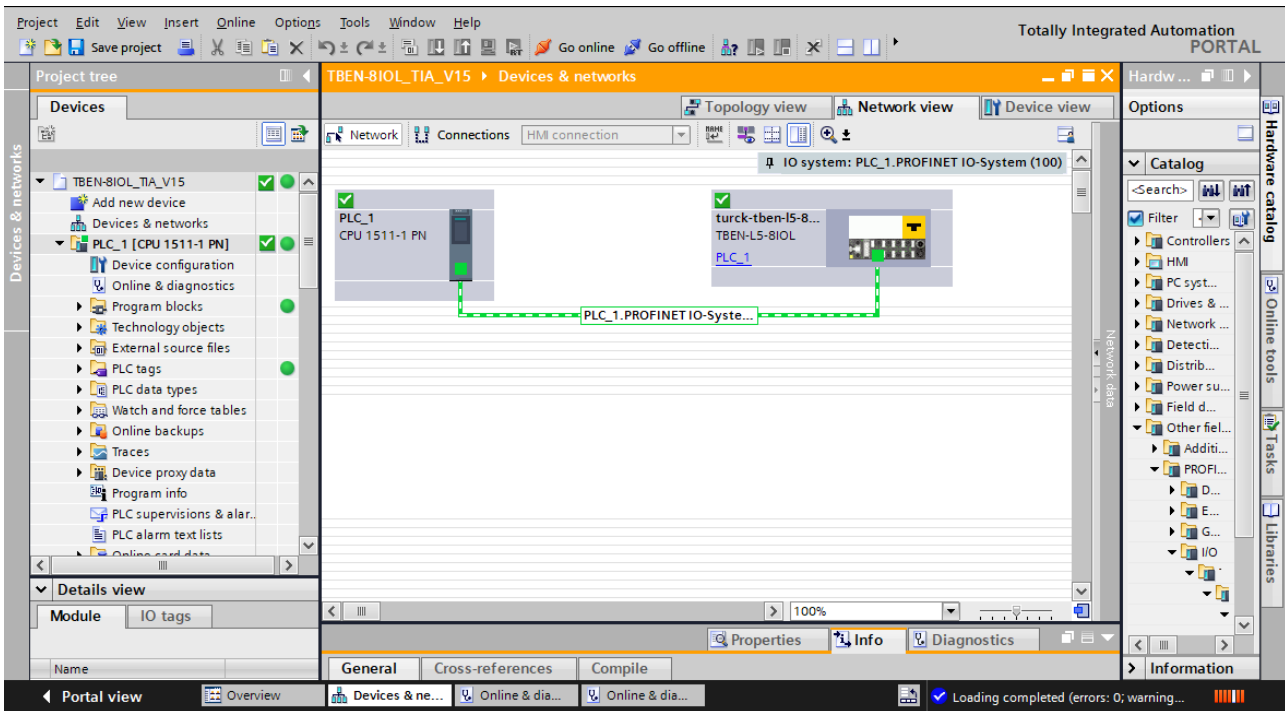 Project Edit View Insert Online Options Tools Window Help
Totally Integrated Automation
PORTAL
Save project Go online Go offline
Project tree
TBEN-8IOL_TIA_V15 Devices & networks
Hardw...
Devices
Topology view Network view Device view
Options
Network Connections HMI connection
IO system: PLC_1.PROFINET IO-System (100)
Devices & networks
TBEN-8IOL_TIA_V15
Add new device
Devices & networks
PLC_1 [CPU 1511-1 PN]
Device configuration
Online & diagnostics
Program blocks
Technology objects
External source files
PLC tags
PLC data types
Watch and force tables
Online backups
Traces
Device proxy data
Program info
PLC supervisions & alar..
PLC alarm text lists
Online card data
PLC_1
CPU 1511-1 PN
turck-tben-l5-8...
TBEN-L5-8IOL
PLC_1
PLC_1.PROFINET IO-Syste...
Network data
Catalog
<Search>
Filter
Controllers
HMI
PC syst...
Drives & ...
Network ...
Detecti...
Distrib...
Power su...
Field d...
Other fiel...
Additi...
PROFI...
D...
E...
G...
I/O
Hardware catalog
Online tools
Tasks
Libraries
Details view
Module IO tags
Name
100%
Properties Info Diagnostics
General Cross-references Compile
Information
Portal view Overview Devices & ne... Online & dia... Online & dia... Loading completed (errors: 0; warning...